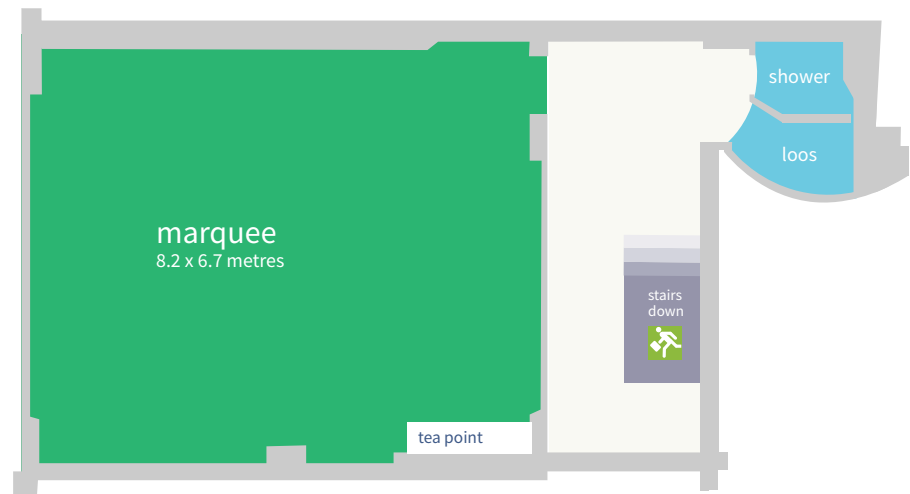 shower
loos
marquee
8.2 x 6.7 metres
stairs
down
tea point